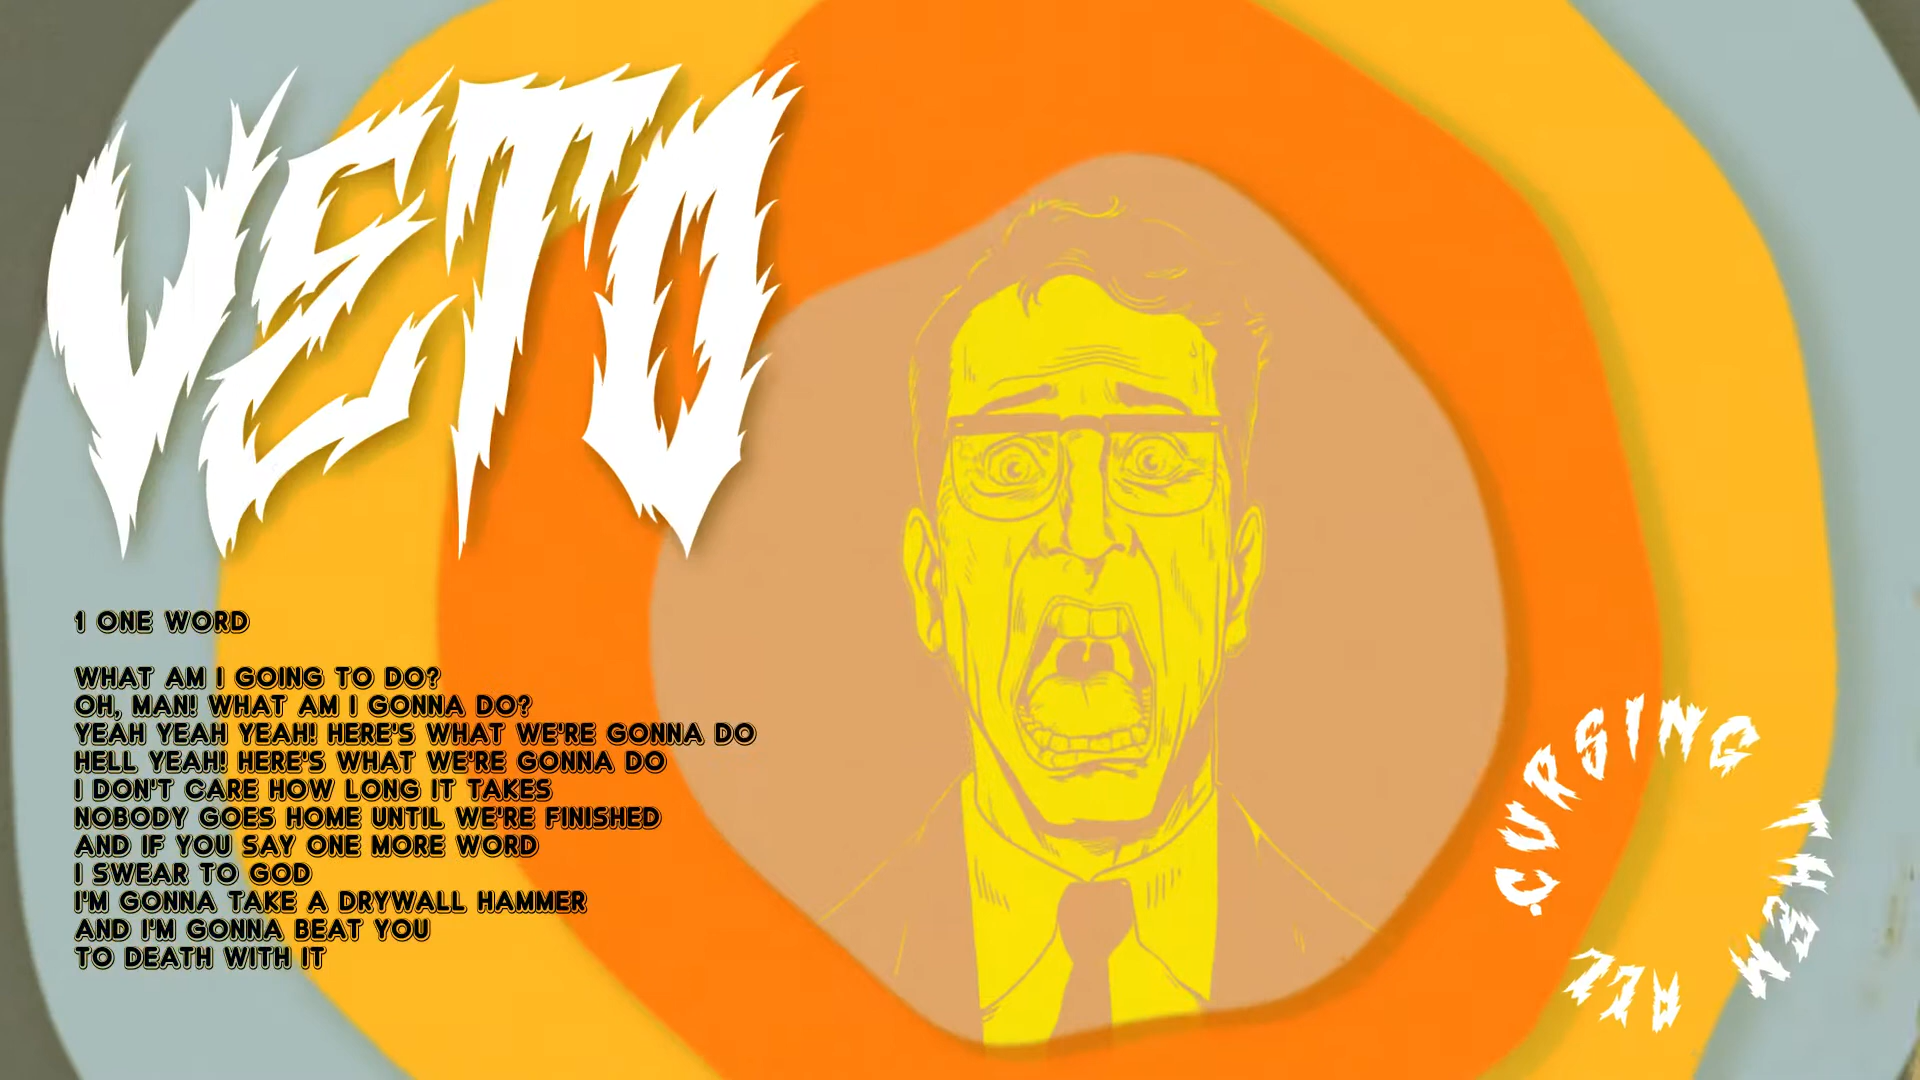 VETO
1 ONE WORD
WHAT AM I GOING TO DO?
OH, MAN! WHAT AM I GONNA DO?
YEAH YEAH YEAH! HERE'S WHAT WE'RE GONNA DO
HELL YEAH! HERE'S WHAT WE'RE GONNA DO
I DON'T CARE HOW LONG IT TAKES
NOBODY GOES HOME UNTIL WE'RE FINISHED
AND IF YOU SAY ONE MORE WORD
I SWEAR TO GOD
I'M GONNA TAKE A DRYWALL HAMMER
AND I'M GONNA BEAT YOU
TO DEATH WITH IT
.CURSING THEM ALL